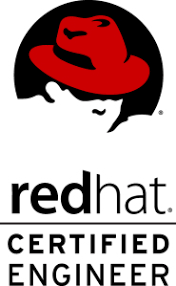 ®
redhat.
CERTIFIED
ENGINEER